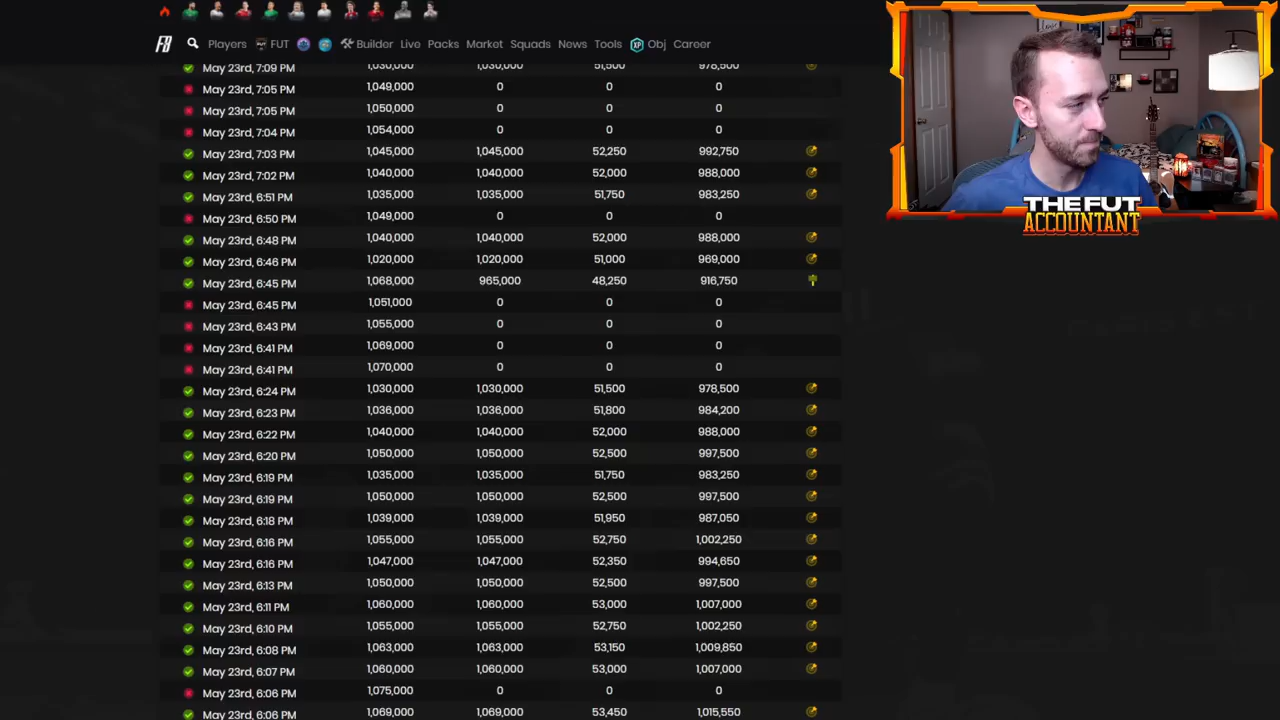 FB Players FUT Builder Live Packs Market Squads News Tools XP Obj Career
May 23rd, 7:09 PM 1,030,000 1,030,000 51,500 978,500
May 23rd, 7:05 PM 1,049,000 0 0 0
May 23rd, 7:05 PM 1,050,000 0 0 0
May 23rd, 7:04 PM 1,054,000 0 0 0
May 23rd, 7:03 PM 1,045,000 1,045,000 52,250 992,750
May 23rd, 7:02 PM 1,040,000 1,040,000 52,000 988,000
May 23rd, 6:51 PM 1,035,000 1,035,000 51,750 983,250
May 23rd, 6:50 PM 1,049,000 0 0 0
May 23rd, 6:48 PM 1,040,000 1,040,000 52,000 988,000
May 23rd, 6:46 PM 1,020,000 1,020,000 51,000 969,000
May 23rd, 6:45 PM 1,068,000 965,000 48,250 916,750
May 23rd, 6:45 PM 1,051,000 0 0 0
May 23rd, 6:43 PM 1,055,000 0 0 0
May 23rd, 6:41 PM 1,069,000 0 0 0
May 23rd, 6:41 PM 1,070,000 0 0 0
May 23rd, 6:24 PM 1,030,000 1,030,000 51,500 978,500
May 23rd, 6:23 PM 1,036,000 1,036,000 51,800 984,200
May 23rd, 6:22 PM 1,040,000 1,040,000 52,000 988,000
May 23rd, 6:20 PM 1,050,000 1,050,000 52,500 997,500
May 23rd, 6:19 PM 1,035,000 1,035,000 51,750 983,250
May 23rd, 6:19 PM 1,050,000 1,050,000 52,500 997,500
May 23rd, 6:18 PM 1,039,000 1,039,000 51,950 987,050
May 23rd, 6:16 PM 1,055,000 1,055,000 52,750 1,002,250
May 23rd, 6:16 PM 1,047,000 1,047,000 52,350 994,650
May 23rd, 6:13 PM 1,050,000 1,050,000 52,500 997,500
May 23rd, 6:11 PM 1,060,000 1,060,000 53,000 1,007,000
May 23rd, 6:10 PM 1,055,000 1,055,000 52,750 1,002,250
May 23rd, 6:08 PM 1,063,000 1,063,000 53,150 1,009,850
May 23rd, 6:07 PM 1,060,000 1,060,000 53,000 1,007,000
May 23rd, 6:06 PM 1,075,000 0 0 0
May 23rd, 6:06 PM 1,069,000 1,069,000 53,450 1,015,550
THE FUT
ACCOUNTANT